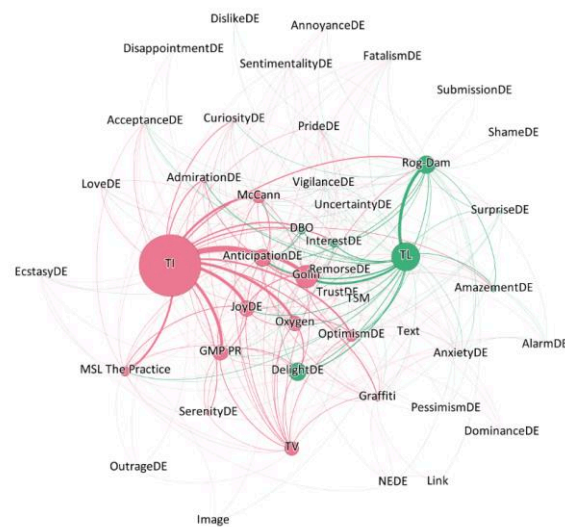 DislikeDE
AnnoyanceDE
DisappointmentDE
FatalismDE
SentimentalityDE
SubmissionDE
AcceptanceDE
CuriosityDE
PrideDE
ShameDE
Rog-Dam
AdmirationDE
VigilanceDE
LoveDE
McCann
UncertaintyDE
SurpriseDE
DBO
InterestDE
TI
AnticipationDE
TL
EcstasyDE
Golin
RemorseDE
TrustDE
AmazementDE
TSM
JoyDE
Oxygen
OptimismDE
Text
AlarmDE
GMP PR
AnxietyDE
MSL The Practice
DelightDE
Graffiti
SerenityDE
PessimismDE
DominanceDE
TV
OutrageDE
NEDE
Link
Image